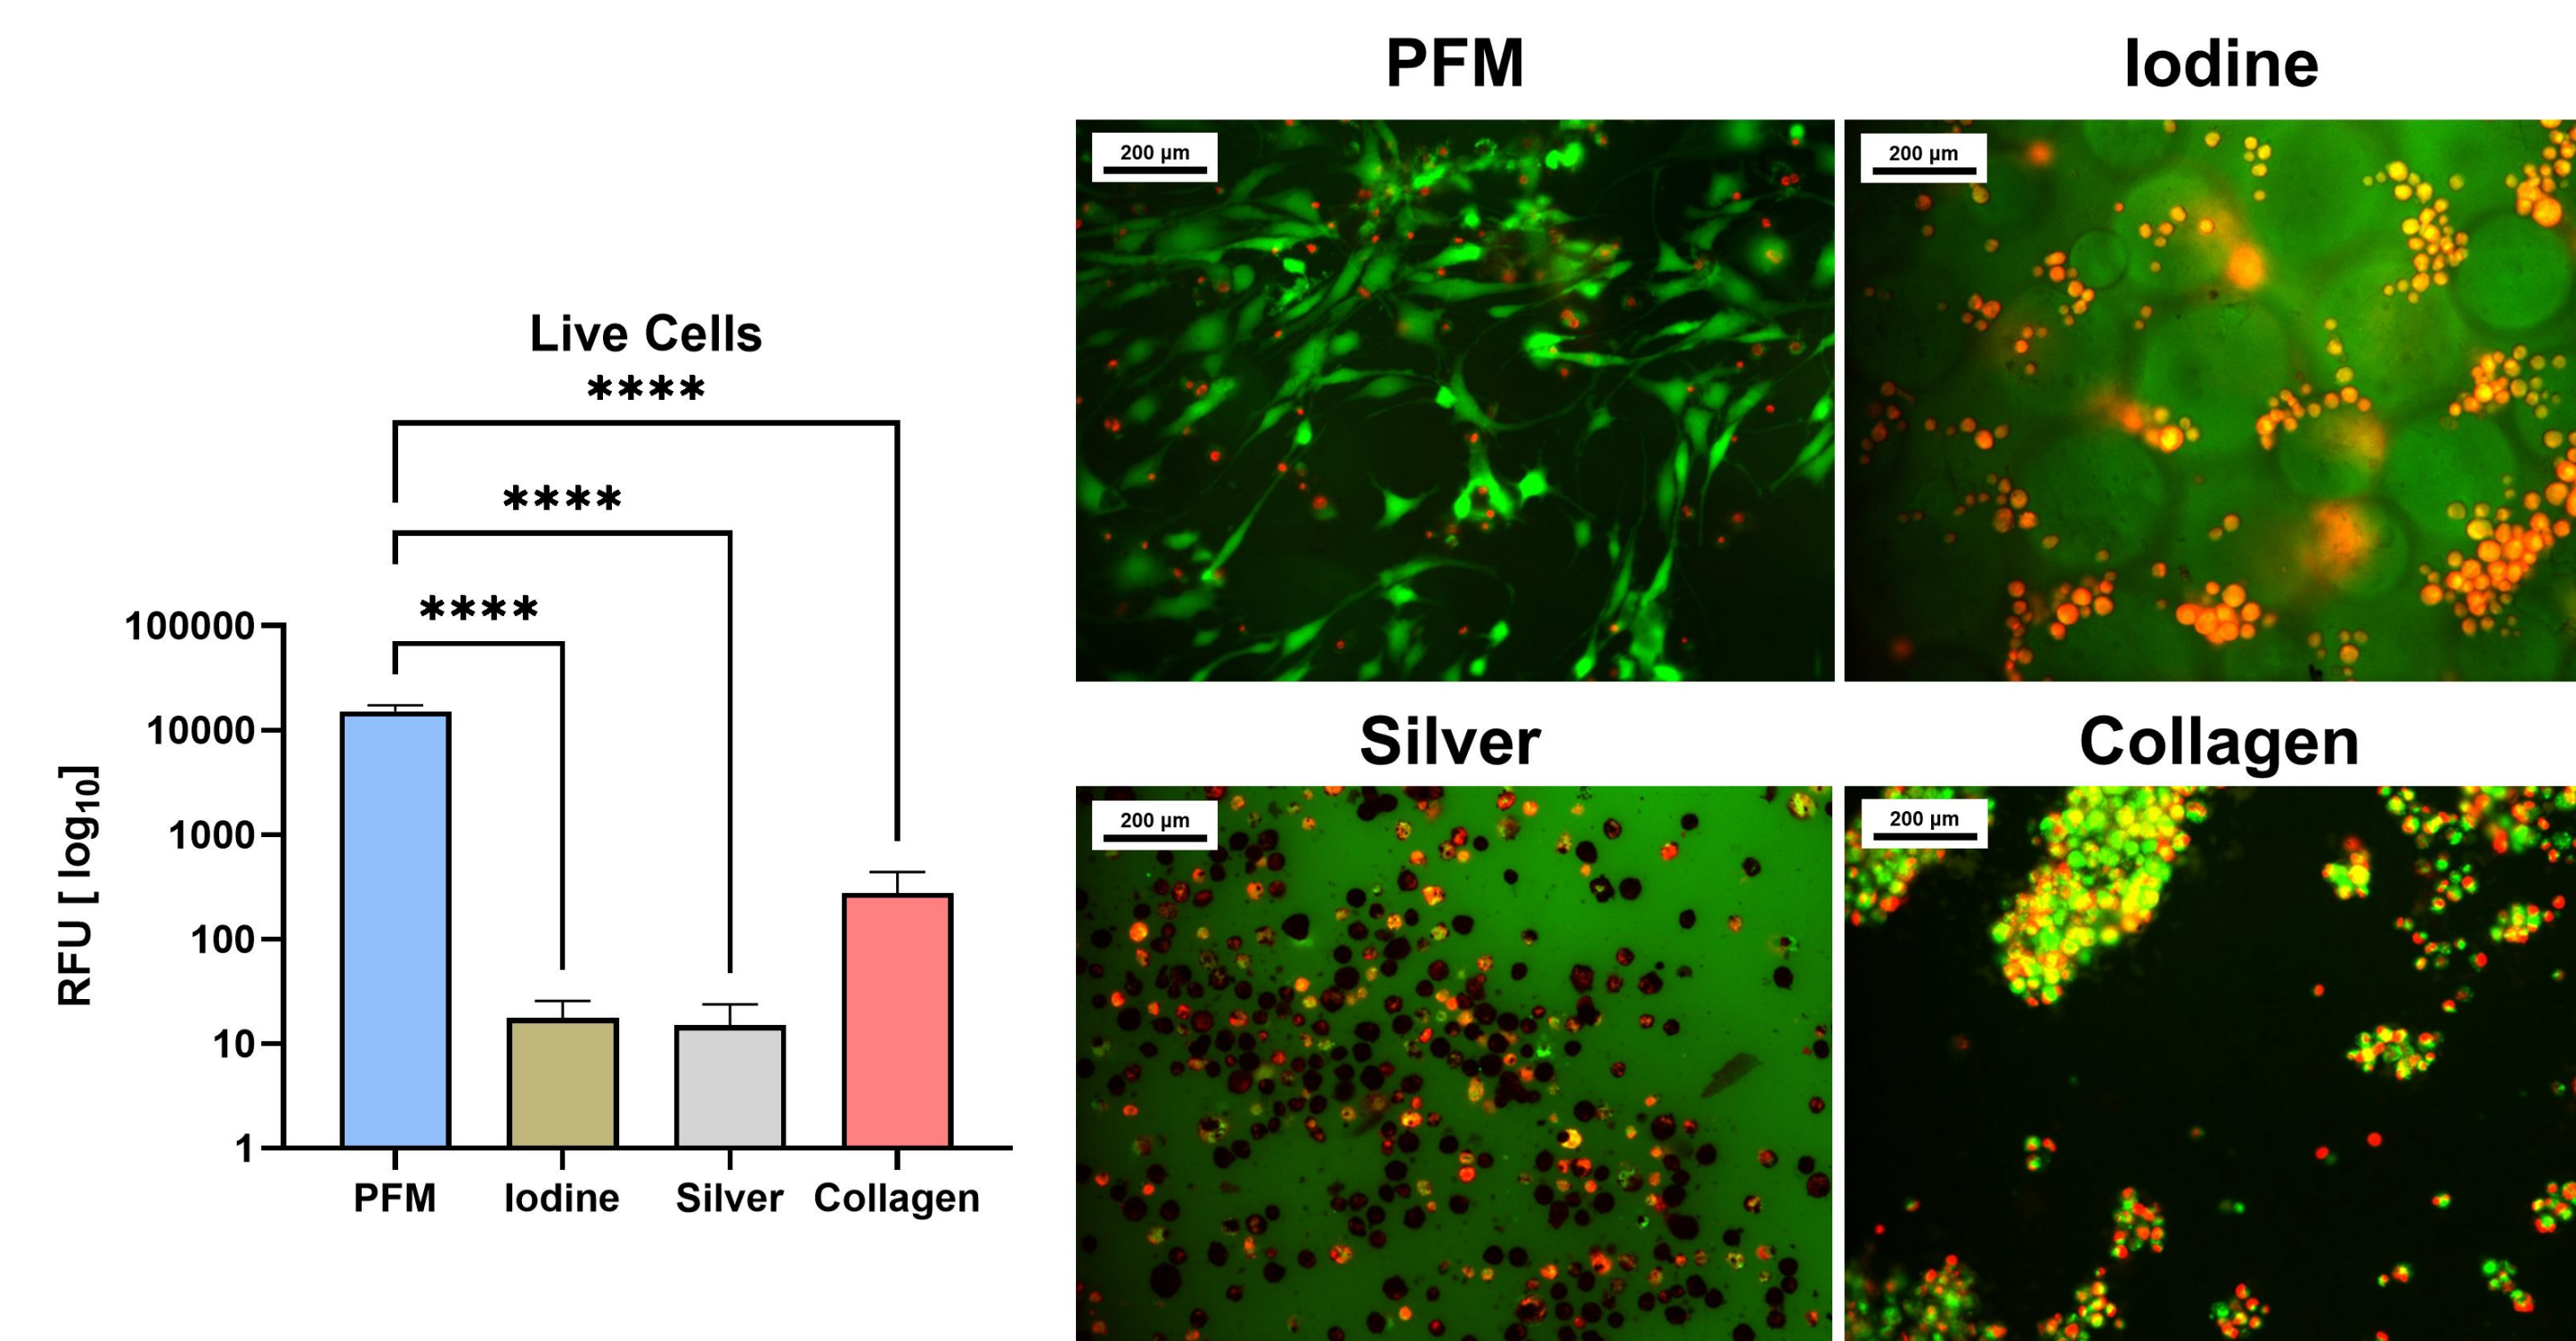 Live Cells
****
****
****
100000
10000
1000
100
10
1
RFU [ log10]
PFM Iodine Silver Collagen
PFM
200 µm
Iodine
200 µm
Silver
200 µm
Collagen
200 µm